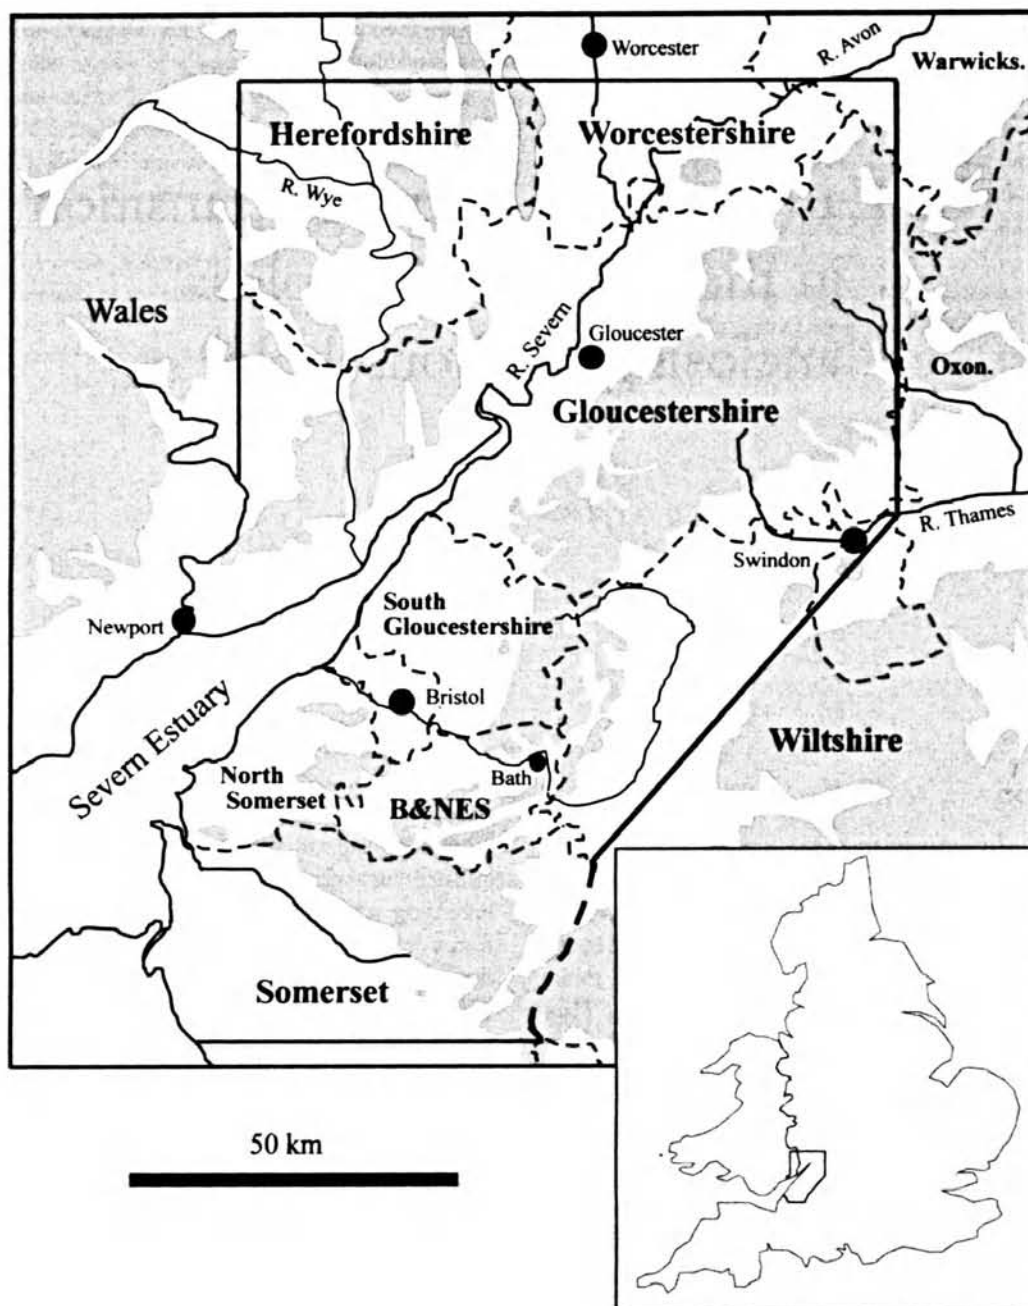 Worcester
R. Avon
Warwicks.
Herefordshire
Worcestershire
R. Wye
Wales
R. Severn
Gloucester
Oxon.
Gloucestershire
R. Thames
Swindon
Newport
South
Gloucestershire
Bristol
Severn Estuary
Wiltshire
North
Somerset
Bath
B&NES
Somerset
50 km